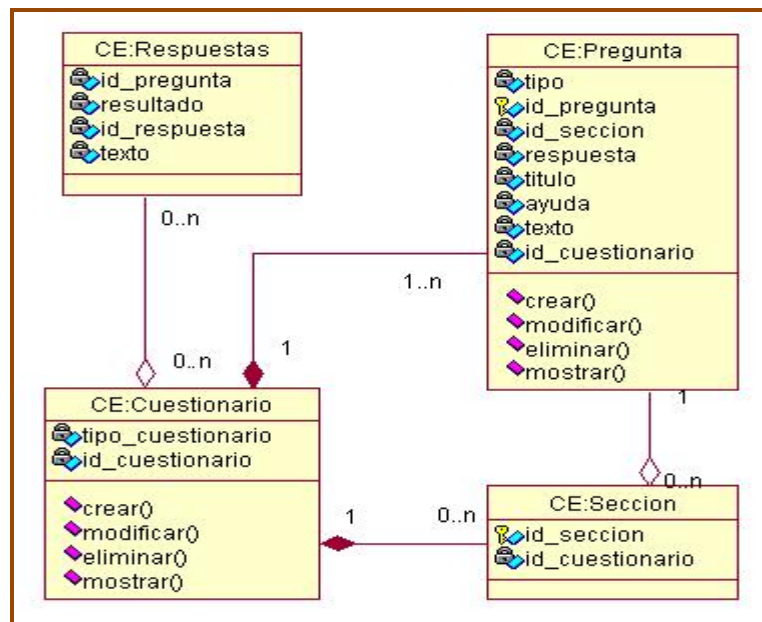 CE:Respuestas
id_pregunta
resultado
id_respuesta
texto
0..n
0..n
CE:Pregunta
tipo
id_pregunta
id_seccion
respuesta
titulo
ayuda
texto
id_cuestionario
crear()
modificar()
eliminar()
mostrar()
1..n
1
CE:Cuestionario
tipo_cuestionario
id_cuestionario
crear()
modificar()
eliminar()
mostrar()
1
0..n
1
0..n
CE:Seccion
id_seccion
id_cuestionario